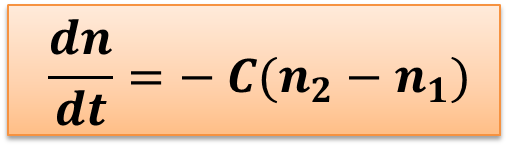 dn/dt = − C(n₂ − n₁)